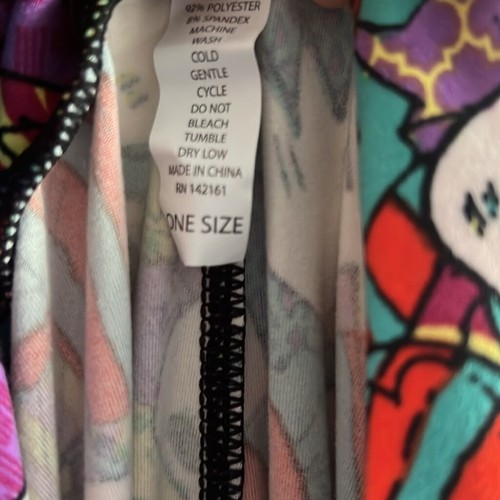 92% POLYESTER
8% SPANDEX
MACHINE
WASH
COLD
GENTLE
CYCLE
DO NOT
BLEACH
TUMBLE
DRY LOW
MADE IN CHINA
RN 142161
ONE SIZE